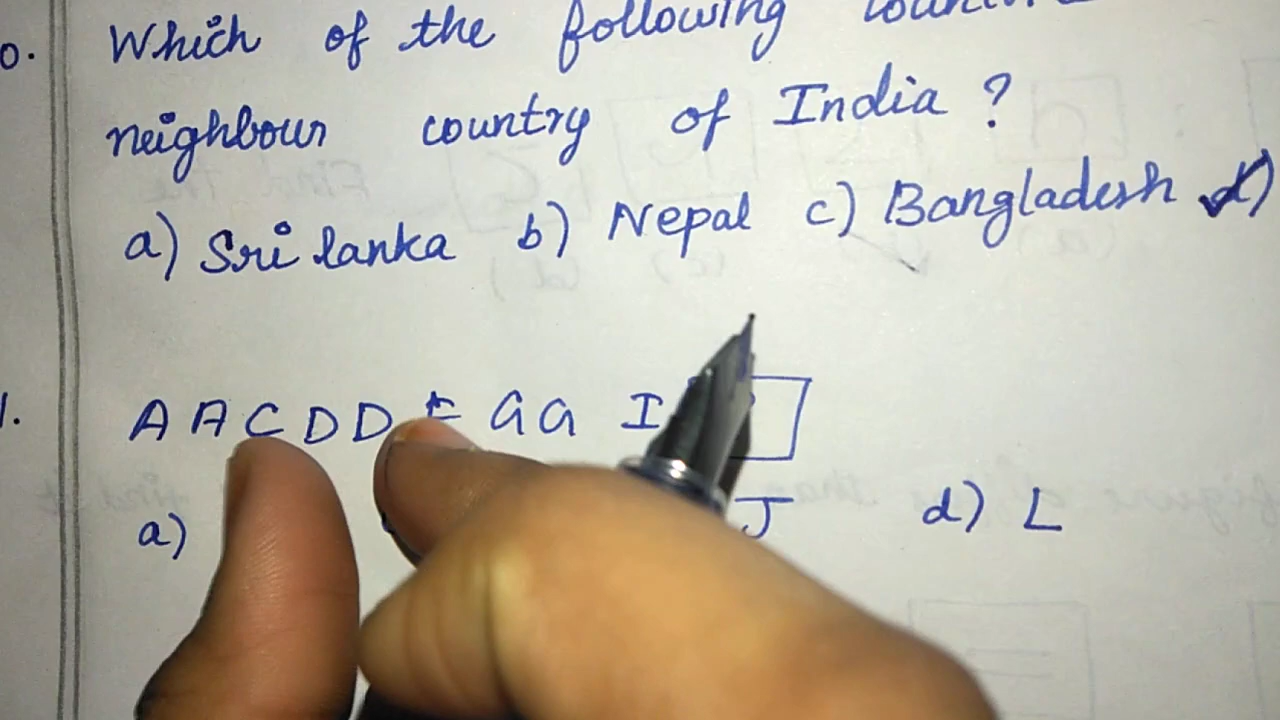 0. Which of the following
neighbour country of India ?
a) Sri lanka b) Nepal c) Bangladesh d)
1. A A C D D F G G I
a) J d) L